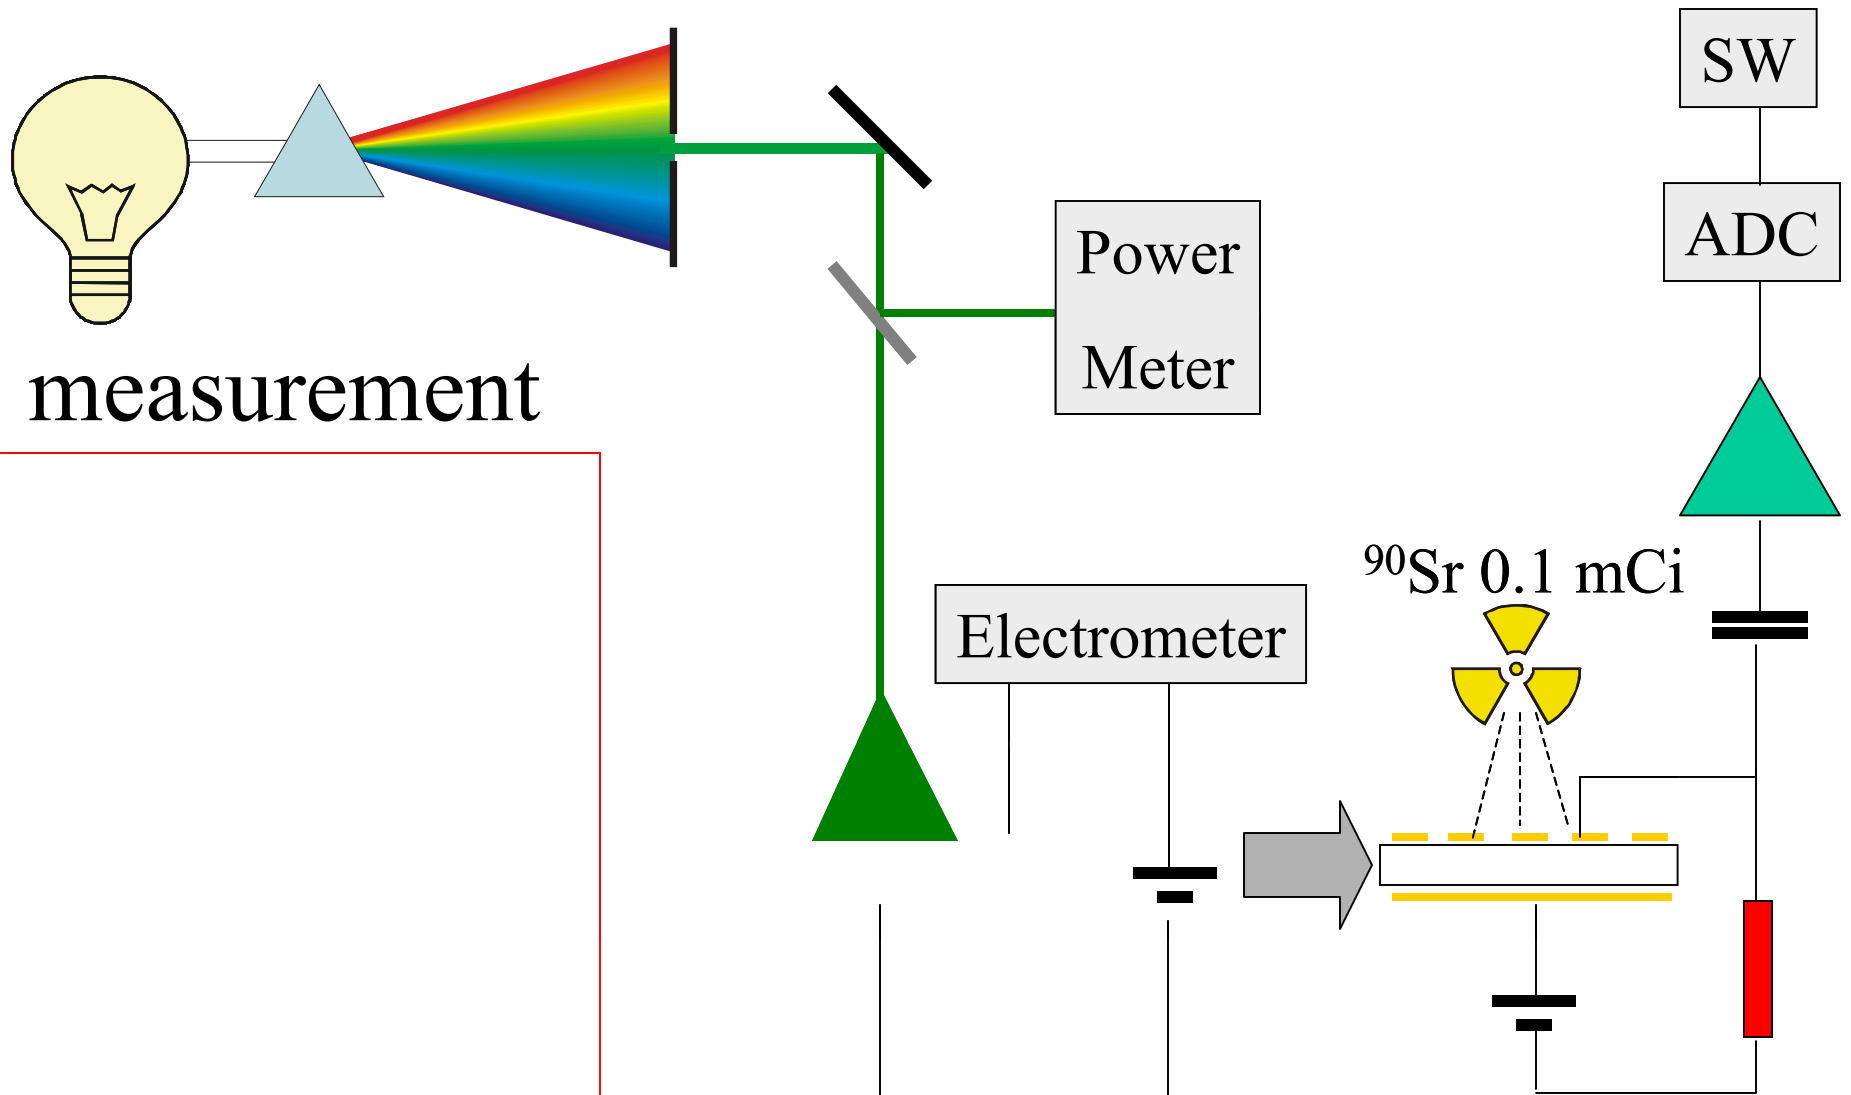 SW
ADC
Power
Meter
measurement
⁹⁰Sr 0.1 mCi
Electrometer